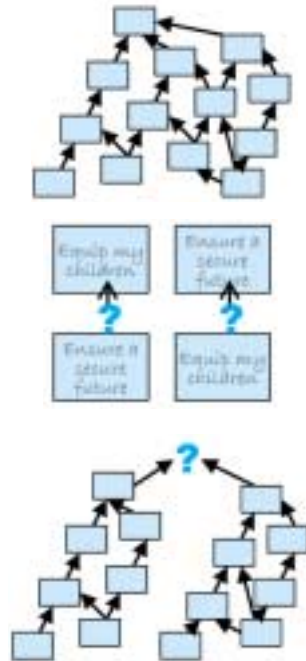 Equip my
children
Ensure a
secure
future
?
?
Ensure a
secure
future
Equip my
children
?